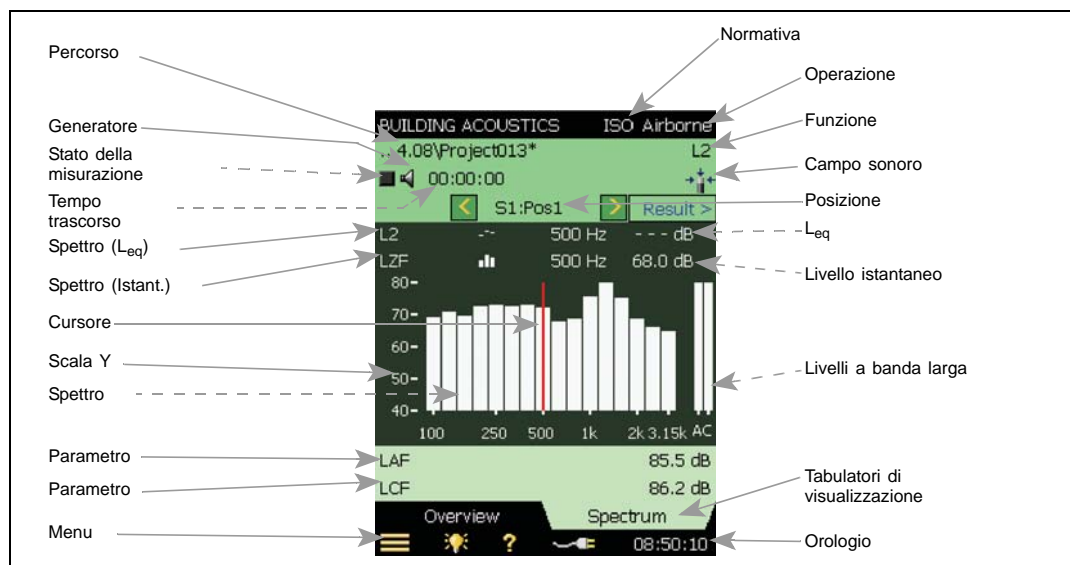 Percorso
Generatore
Stato della
misurazione
Tempo
trascorso
Spettro (Leq)
Spettro (Istant.)
Cursore
Scala Y
Spettro
Parametro
Parametro
Menu
BUILDING ACOUSTICS ISO Airborne
..4.08\Project013* L2
00:00:00
< S1:Pos1 > Result >
L2 500 Hz - - - dB
LZF 500 Hz 68.0 dB
80
70
60
50
40
100 250 500 1k 2k 3.15k AC
LAF 85.5 dB
LCF 86.2 dB
Overview Spectrum
? 08:50:10
Normativa
Operazione
Funzione
Campo sonoro
Posizione
Leq
Livello istantaneo
Livelli a banda larga
Tabulatori di
visualizzazione
Orologio